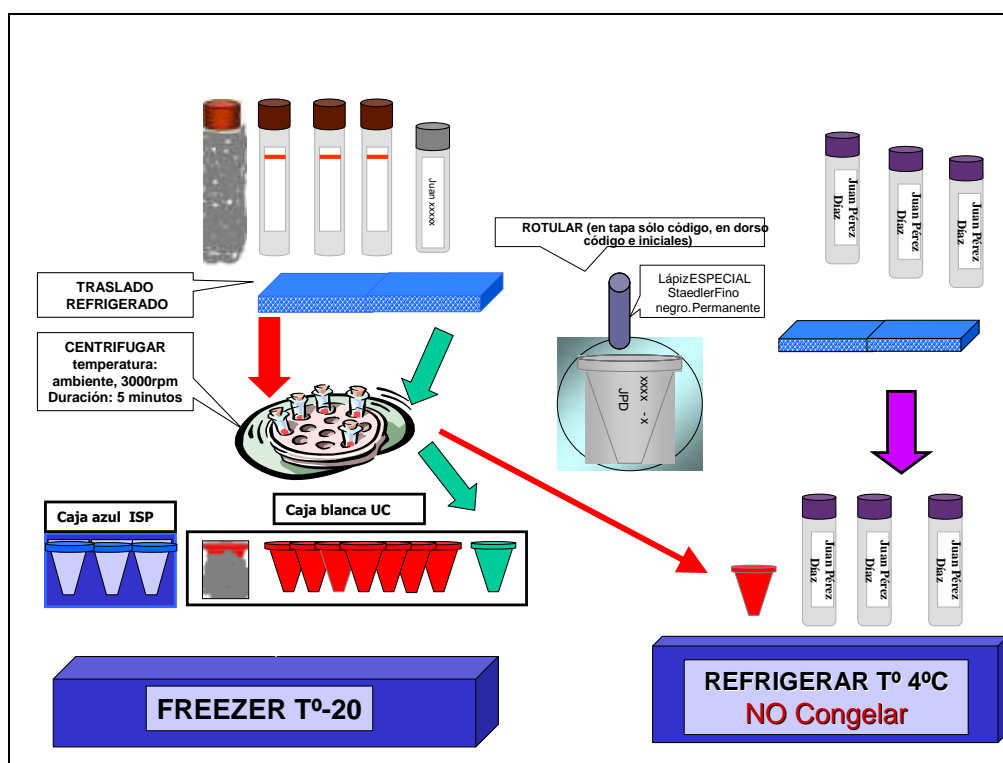 Juan xxxxx
Juan Pérez
Díaz
Juan Pérez
Díaz
Juan Pérez
Díaz
ROTULAR (en tapa sólo código, en dorso
código e iniciales)
TRASLADO
REFRIGERADO
LápizESPECIAL
StaedlerFino
negro.Permanente
CENTRIFUGAR
temperatura:
ambiente, 3000rpm
Duración: 5 minutos
xxxx -x
JPD
Caja azul ISP
Caja blanca UC
Juan Pérez
Díaz
Juan Pérez
Díaz
Juan Pérez
Díaz
FREEZER Tº-20
REFRIGERAR Tº 4ºC
NO Congelar